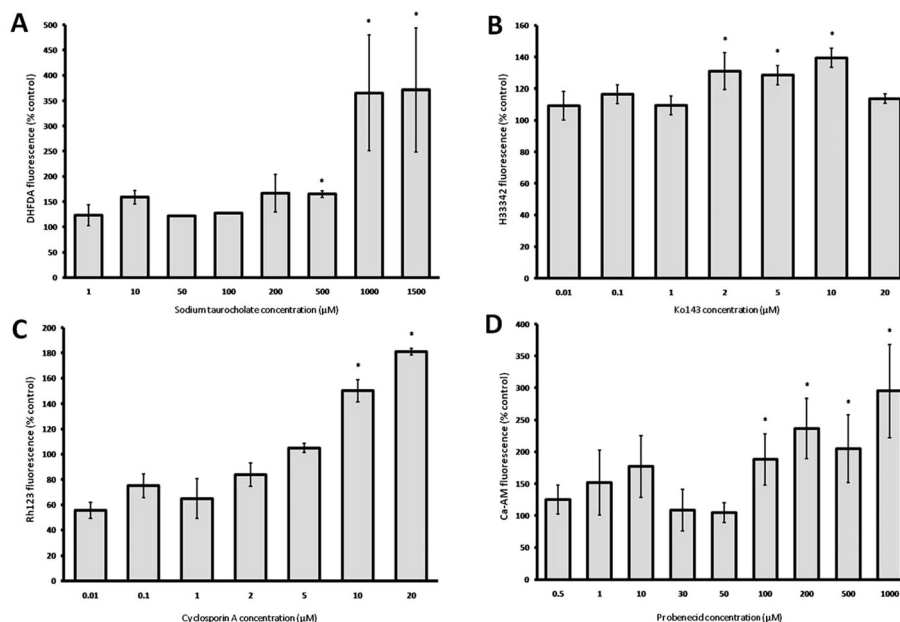 A
DHFDA fluorescence (% control)
500
450
400
350
300
250
200
150
100
50
0
* * *
1 10 50 100 200 500 1000 1500
Sodium taurocholate concentration (μM)
B
H33342 fluorescence (% control)
160
140
120
100
80
60
40
20
0
* * *
0.01 0.1 1 2 5 10 20
Ko143 concentration (μM)
C
Rh123 fluorescence (% control)
200
180
160
140
120
100
80
60
40
20
0
* *
0.01 0.1 1 2 5 10 20
Cyclosporin A concentration (μM)
D
Ca-AM fluorescence (% control)
400
350
300
250
200
150
100
50
0
* * * *
0.5 1 10 30 50 100 200 500 1000
Probenecid concentration (μM)